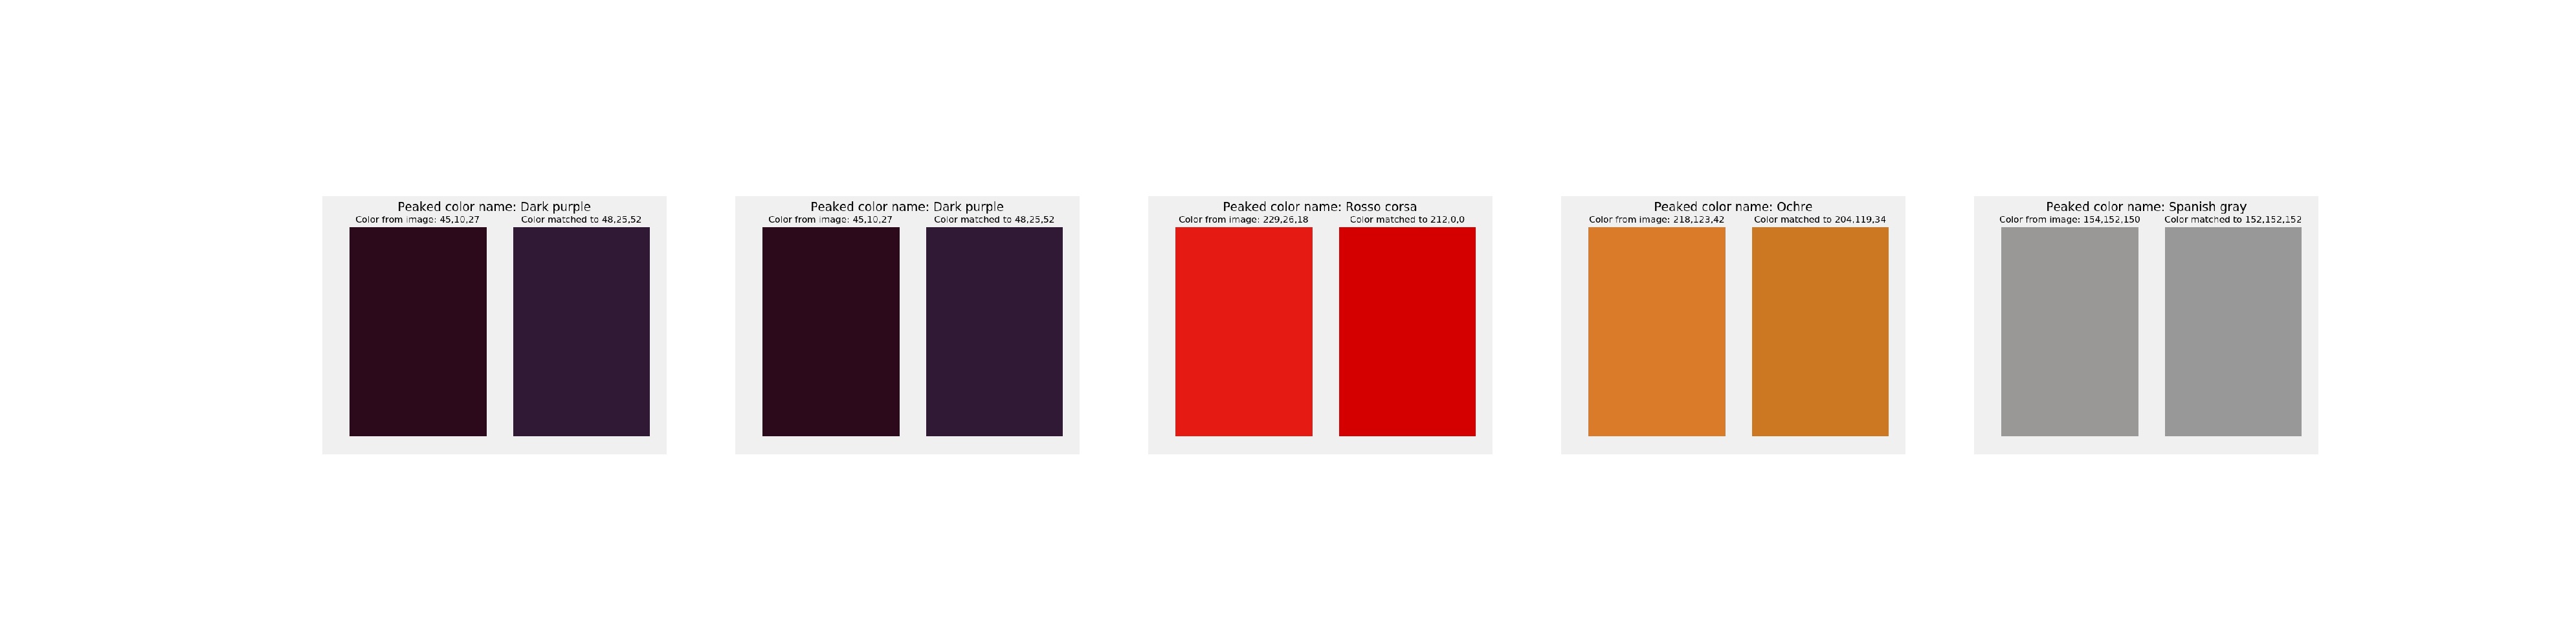 Peaked color name: Dark purple
Color from image: 45,10,27
Color matched to 48,25,52
Peaked color name: Dark purple
Color from image: 45,10,27
Color matched to 48,25,52
Peaked color name: Rosso corsa
Color from image: 229,26,18
Color matched to 212,0,0
Peaked color name: Ochre
Color from image: 218,123,42
Color matched to 204,119,34
Peaked color name: Spanish gray
Color from image: 154,152,150
Color matched to 152,152,152